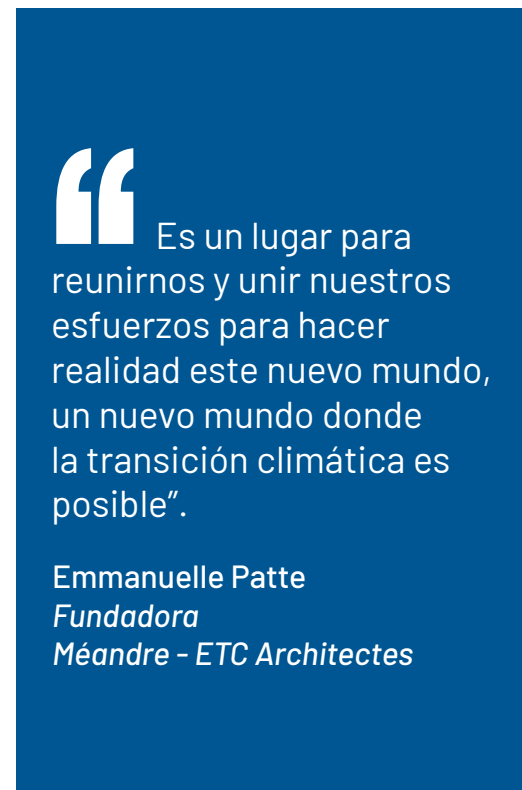 “ Es un lugar para
reunirnos y unir nuestros
esfuerzos para hacer
realidad este nuevo mundo,
un nuevo mundo donde
la transición climática es
posible”.
Emmanuelle Patte
Fundadora
Méandre - ETC Architectes